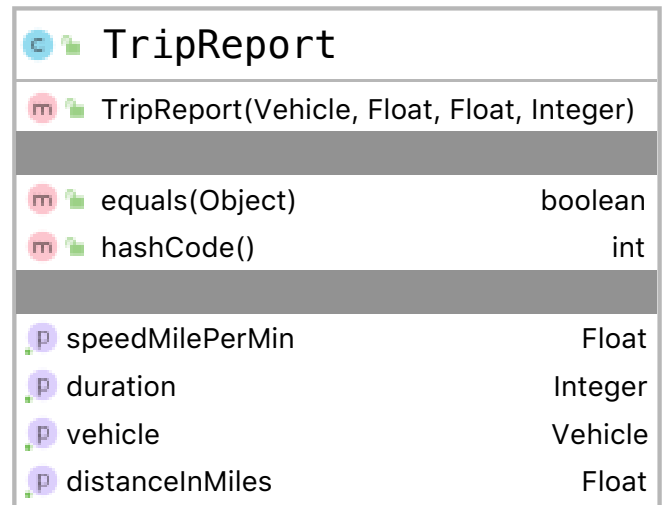 TripReport
TripReport(Vehicle, Float, Float, Integer)
equals(Object) boolean
hashCode() int
speedMilePerMin Float
duration Integer
vehicle Vehicle
distanceInMiles Float